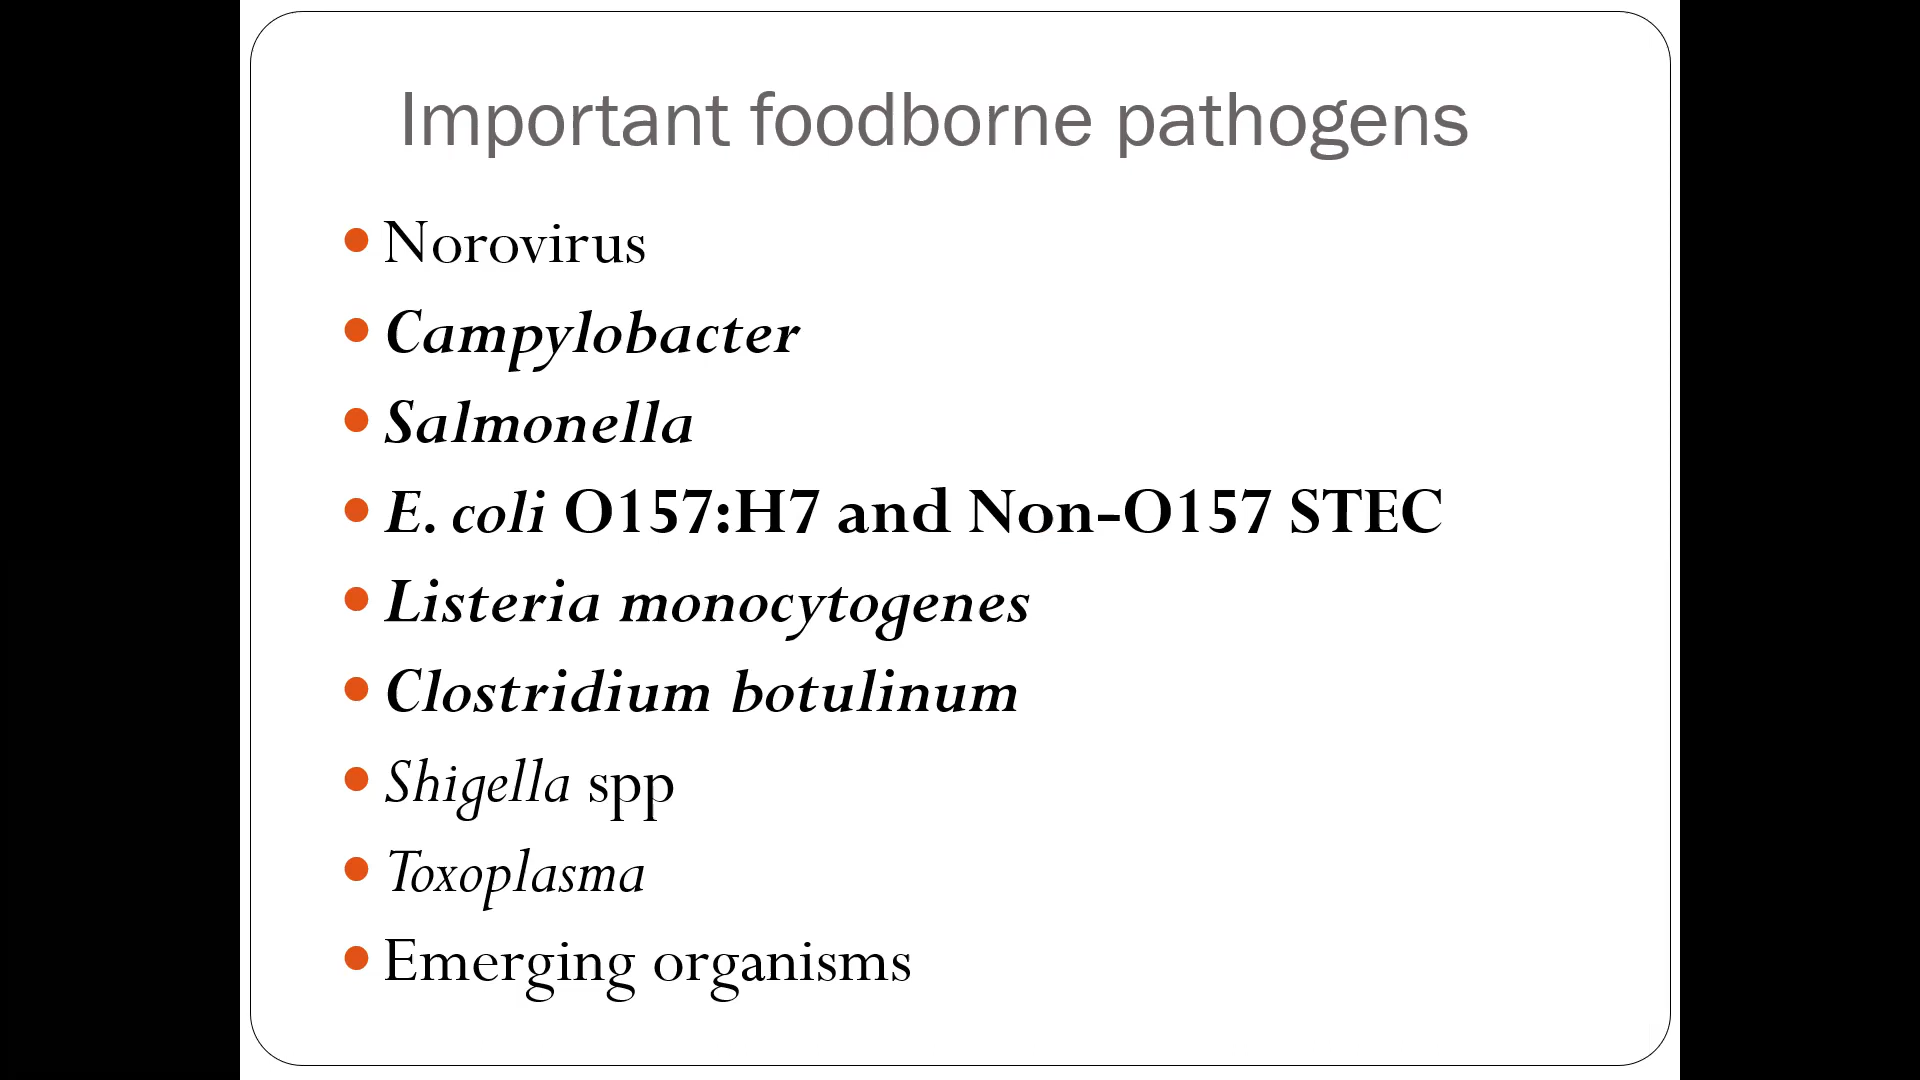 Important foodborne pathogens
Norovirus
Campylobacter
Salmonella
E. coli O157:H7 and Non-O157 STEC
Listeria monocytogenes
Clostridium botulinum
Shigella spp
Toxoplasma
Emerging organisms